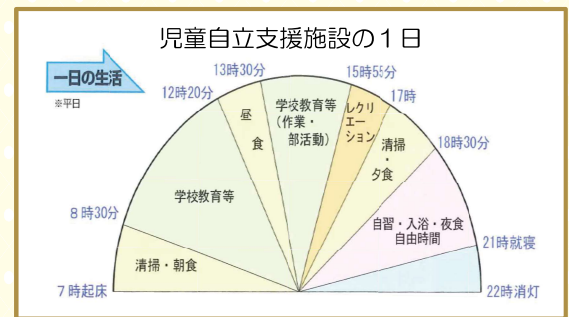 児童自立支援施設の1日
一日の生活
※平日
7時起床
清掃・朝食
8時30分
学校教育等
12時20分
昼
食
13時30分
学校教育等
(作業・
部活動)
15時55分
レクリ
エー
ション
17時
清掃
・
夕食
18時30分
自習・入浴・夜食
自由時間
21時就寝
22時消灯